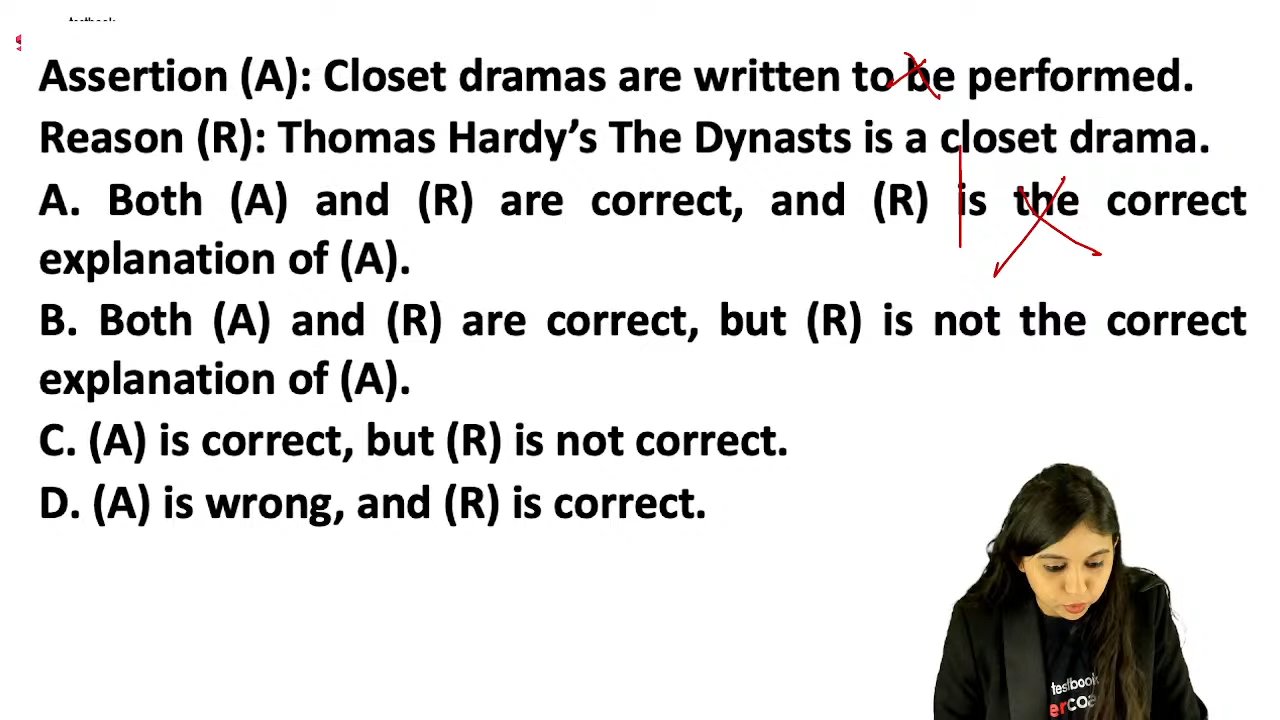 Assertion (A): Closet dramas are written to be performed.
Reason (R): Thomas Hardy's The Dynasts is a closet drama.
A. Both (A) and (R) are correct, and (R) is the correct
explanation of (A).
B. Both (A) and (R) are correct, but (R) is not the correct
explanation of (A).
C. (A) is correct, but (R) is not correct.
D. (A) is wrong, and (R) is correct.
testbook